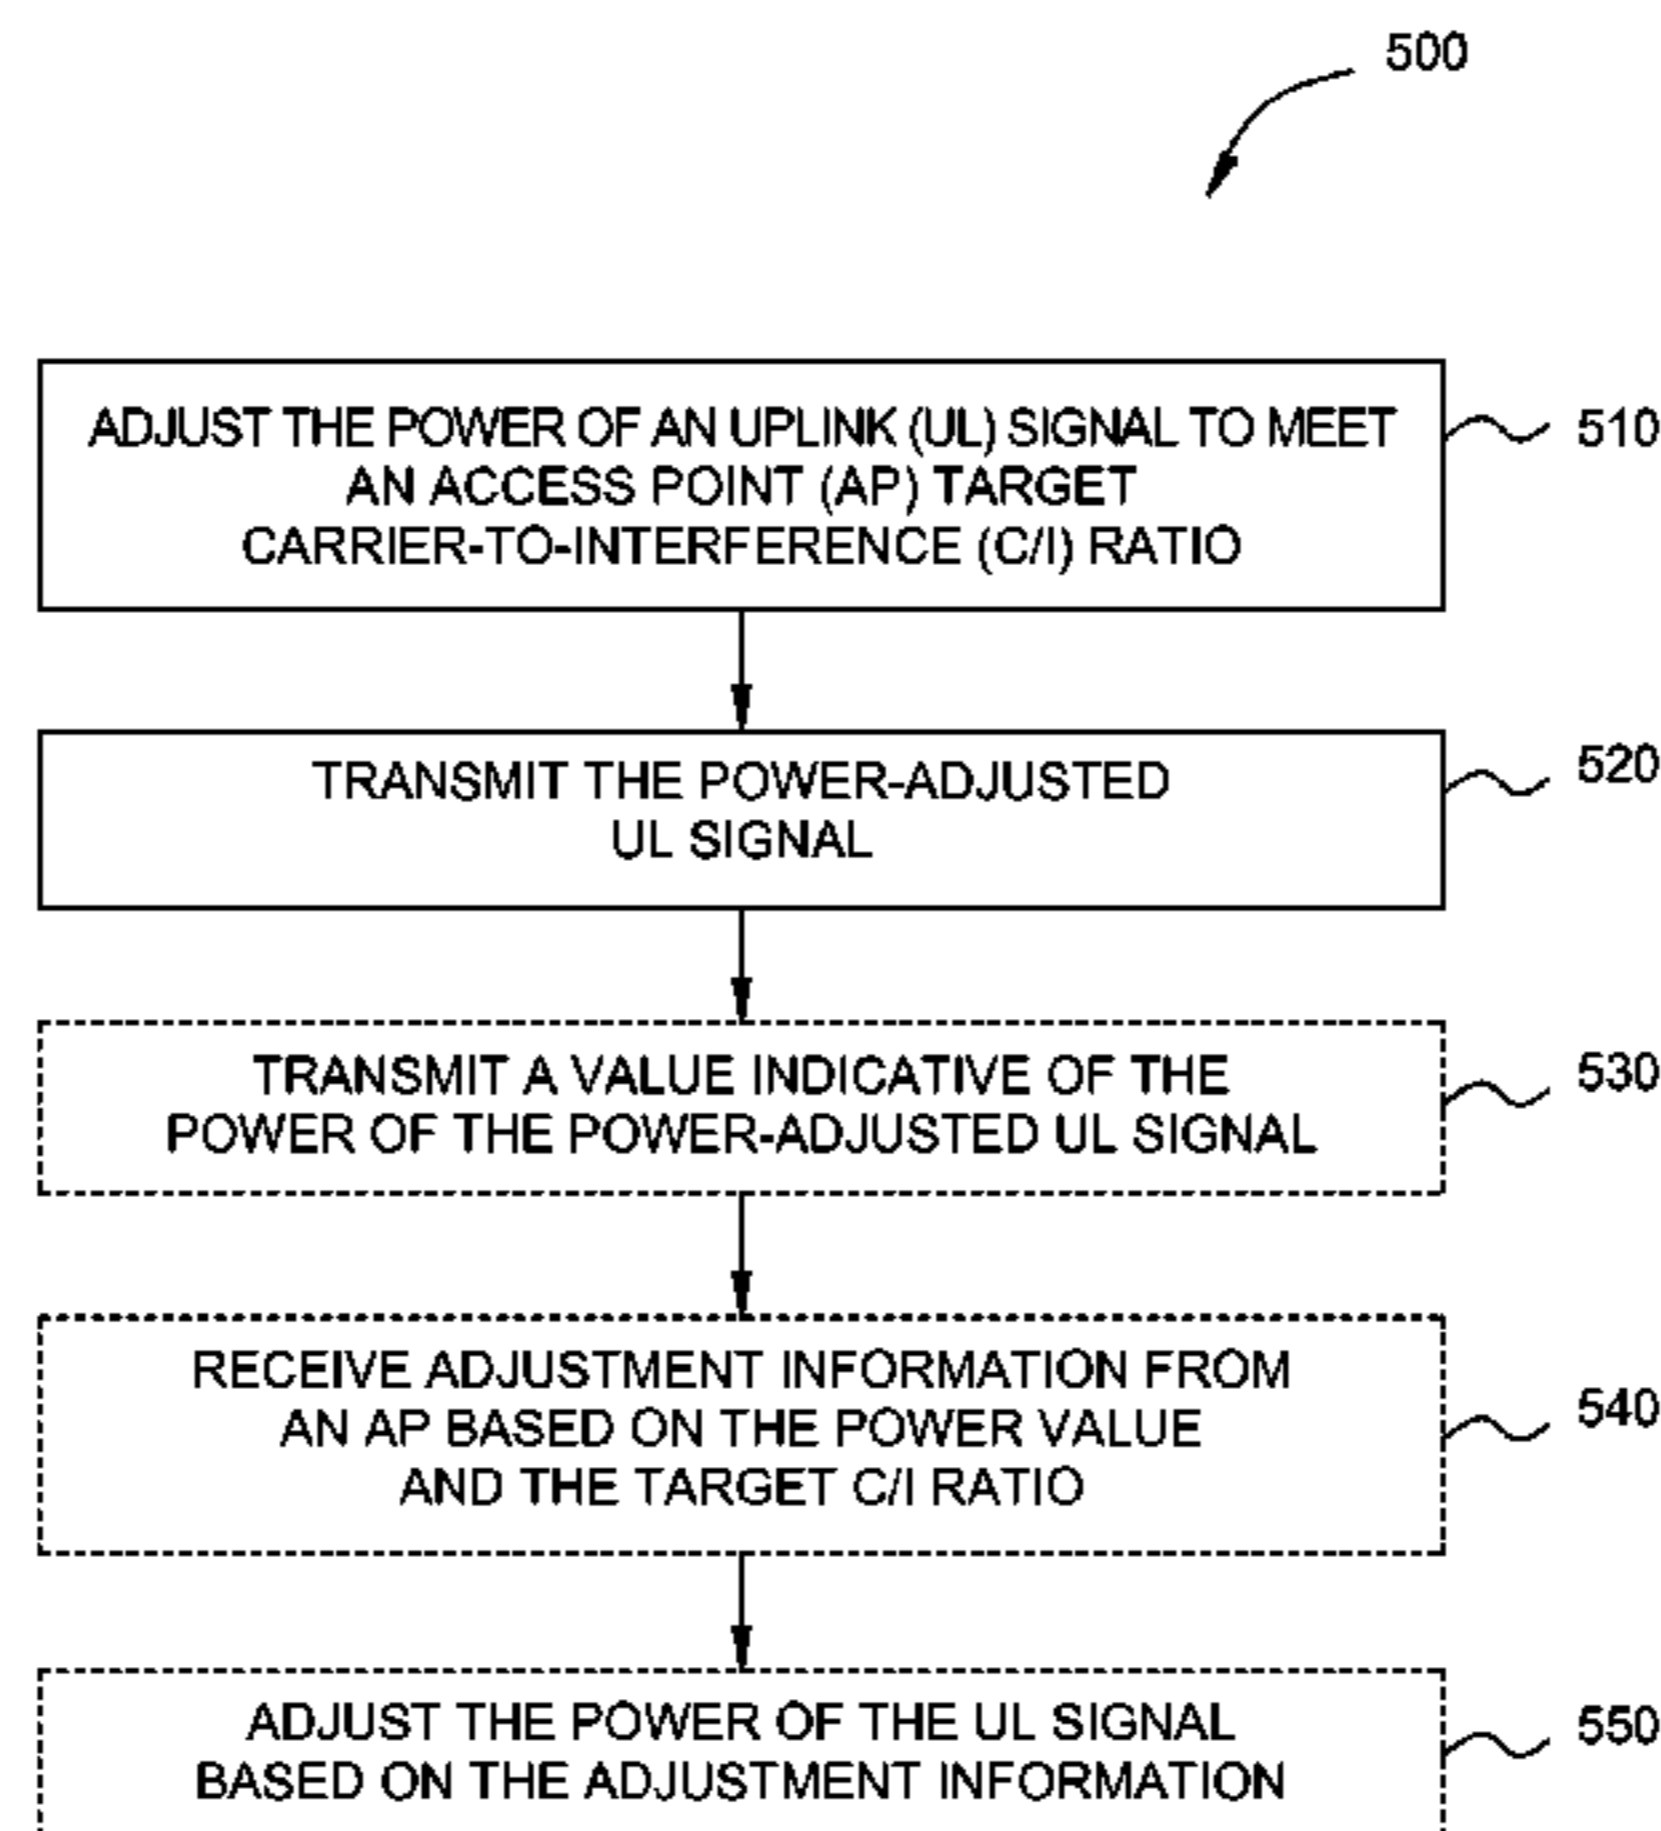 500
ADJUST THE POWER OF AN UPLINK (UL) SIGNAL TO MEET
AN ACCESS POINT (AP) TARGET
CARRIER-TO-INTERFERENCE (C/I) RATIO
510
TRANSMIT THE POWER-ADJUSTED
UL SIGNAL
520
TRANSMIT A VALUE INDICATIVE OF THE
POWER OF THE POWER-ADJUSTED UL SIGNAL
530
RECEIVE ADJUSTMENT INFORMATION FROM
AN AP BASED ON THE POWER VALUE
AND THE TARGET C/I RATIO
540
ADJUST THE POWER OF THE UL SIGNAL
BASED ON THE ADJUSTMENT INFORMATION
550